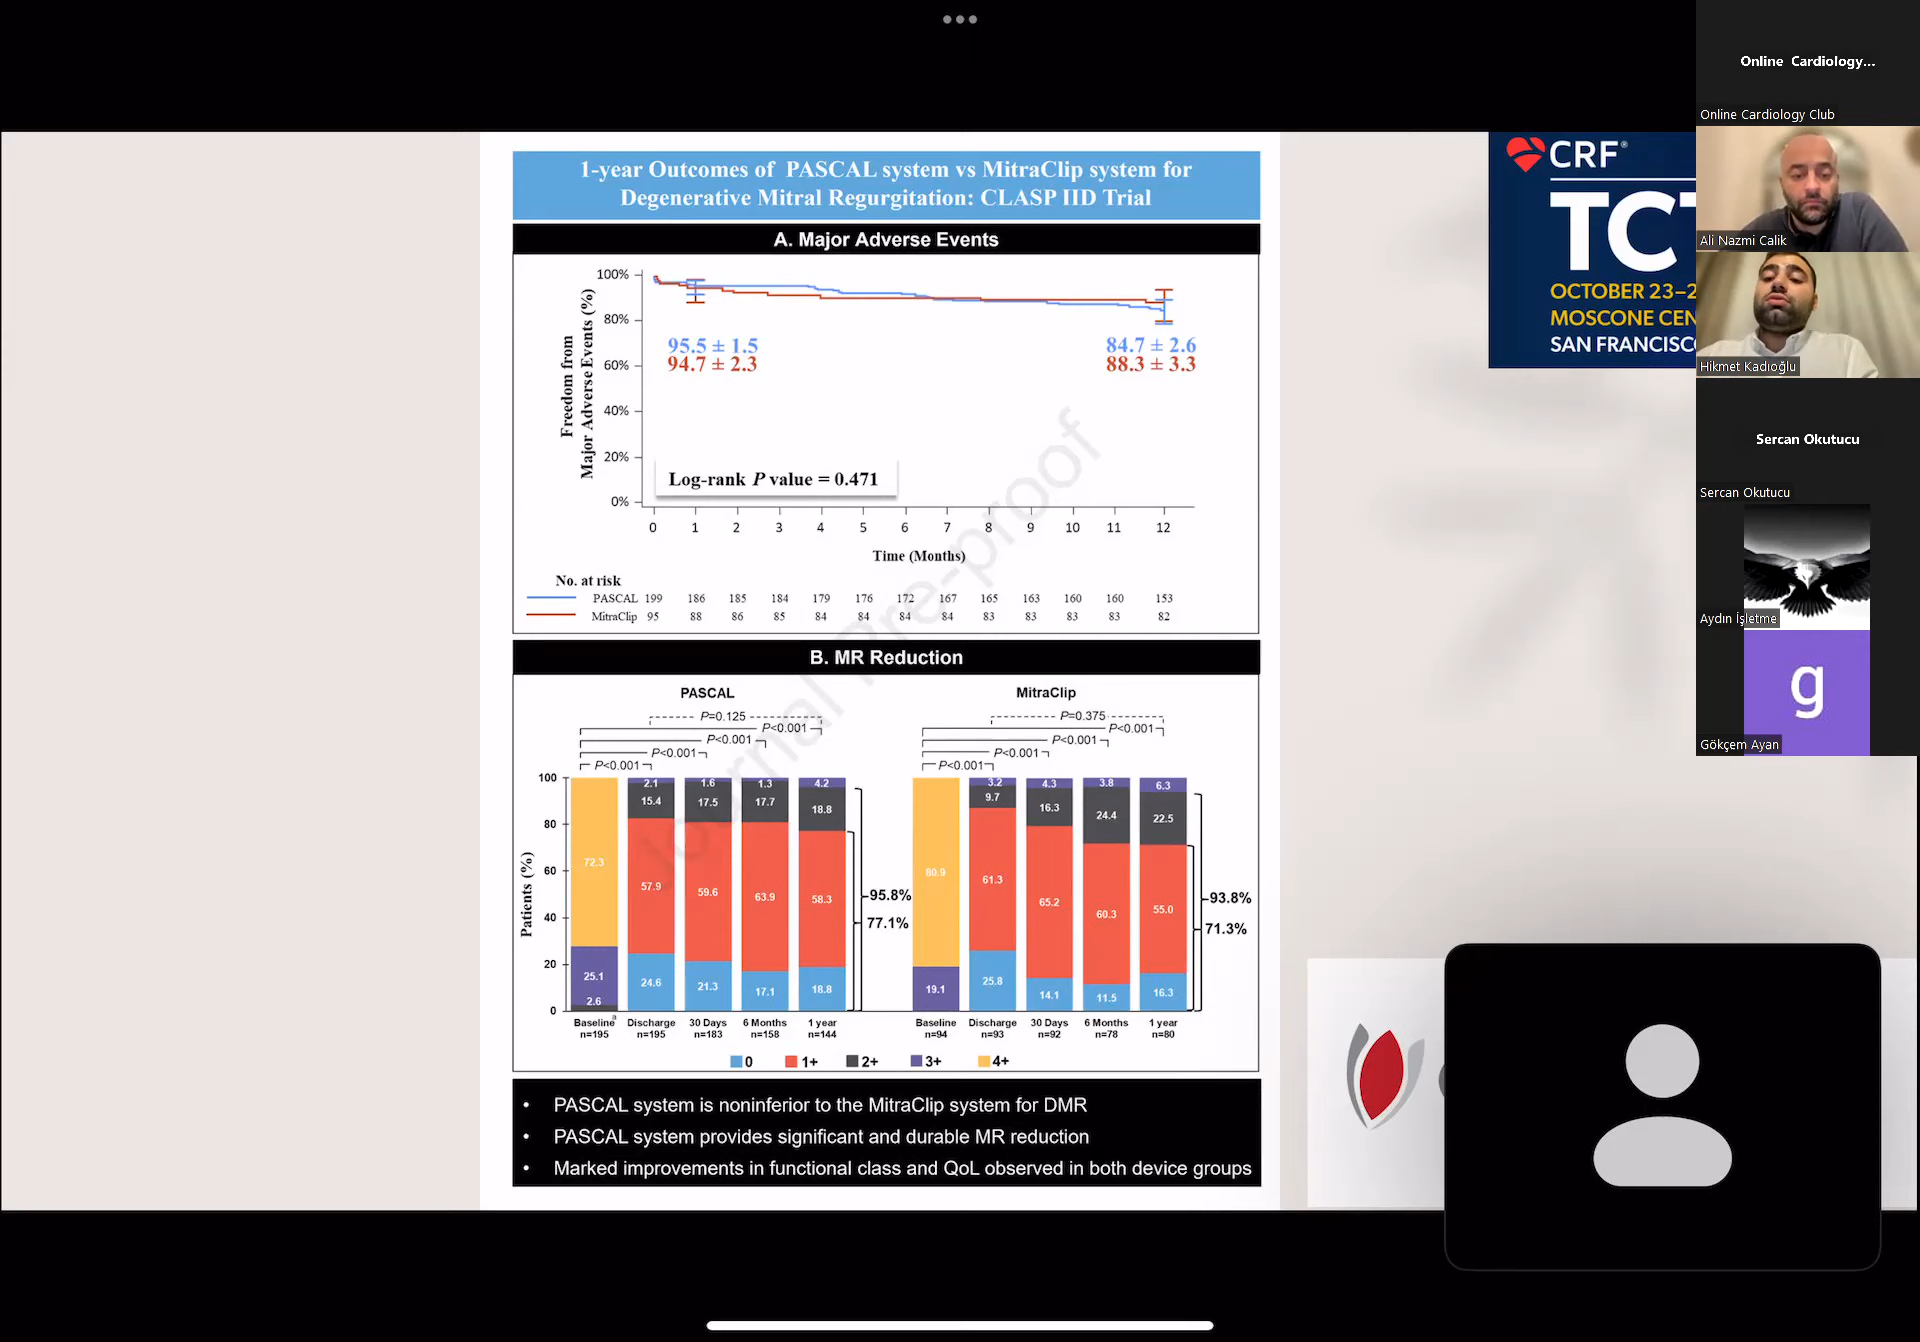 1-year Outcomes of PASCAL system vs MitraClip system for
Degenerative Mitral Regurgitation: CLASP IID Trial
A. Major Adverse Events
Freedom from
Major Adverse Events (%)
100%
80%
60%
40%
20%
0%
95.5 ± 1.5
94.7 ± 2.3
84.7 ± 2.6
88.3 ± 3.3
Log-rank P value = 0.471
0 1 2 3 4 5 6 7 8 9 10 11 12
Time (Months)
No. at risk
PASCAL 199 186 185 184 179 176 172 167 165 163 160 160 153
MitraClip 95 88 86 85 84 84 84 84 83 83 83 83 82
Journal Pre-proof
B. MR Reduction
PASCAL
P=0.125
P<0.001
P<0.001
P<0.001
P<0.001
Patients (%)
100
80
60
40
20
0
72.3
25.1
2.6
2.1
15.4
57.9
24.6
1.6
17.5
59.6
21.3
1.3
17.7
63.9
17.1
4.2
18.8
58.3
18.8
95.8%
77.1%
Baselineª Discharge 30 Days 6 Months 1 year
n=195 n=195 n=183 n=158 n=144
MitraClip
P=0.375
P<0.001
P<0.001
P<0.001
P<0.001
80.9
19.1
3.2
9.7
61.3
25.8
4.3
16.3
65.2
14.1
3.8
24.4
60.3
11.5
6.3
22.5
55.0
16.3
93.8%
71.3%
Baseline Discharge 30 Days 6 Months 1 year
n=94 n=93 n=92 n=78 n=80
0 1+ 2+ 3+ 4+
• PASCAL system is noninferior to the MitraClip system for DMR
• PASCAL system provides significant and durable MR reduction
• Marked improvements in functional class and QoL observed in both device groups
CRF®
TCT
OCTOBER 23–2
MOSCONE CEN
SAN FRANCISC
Online Cardiology...
Online Cardiology Club
Ali Nazmi Calik
Hikmet Kadıoğlu
Sercan Okutucu
Sercan Okutucu
Aydın İşletme
g
Gökçem Ayan